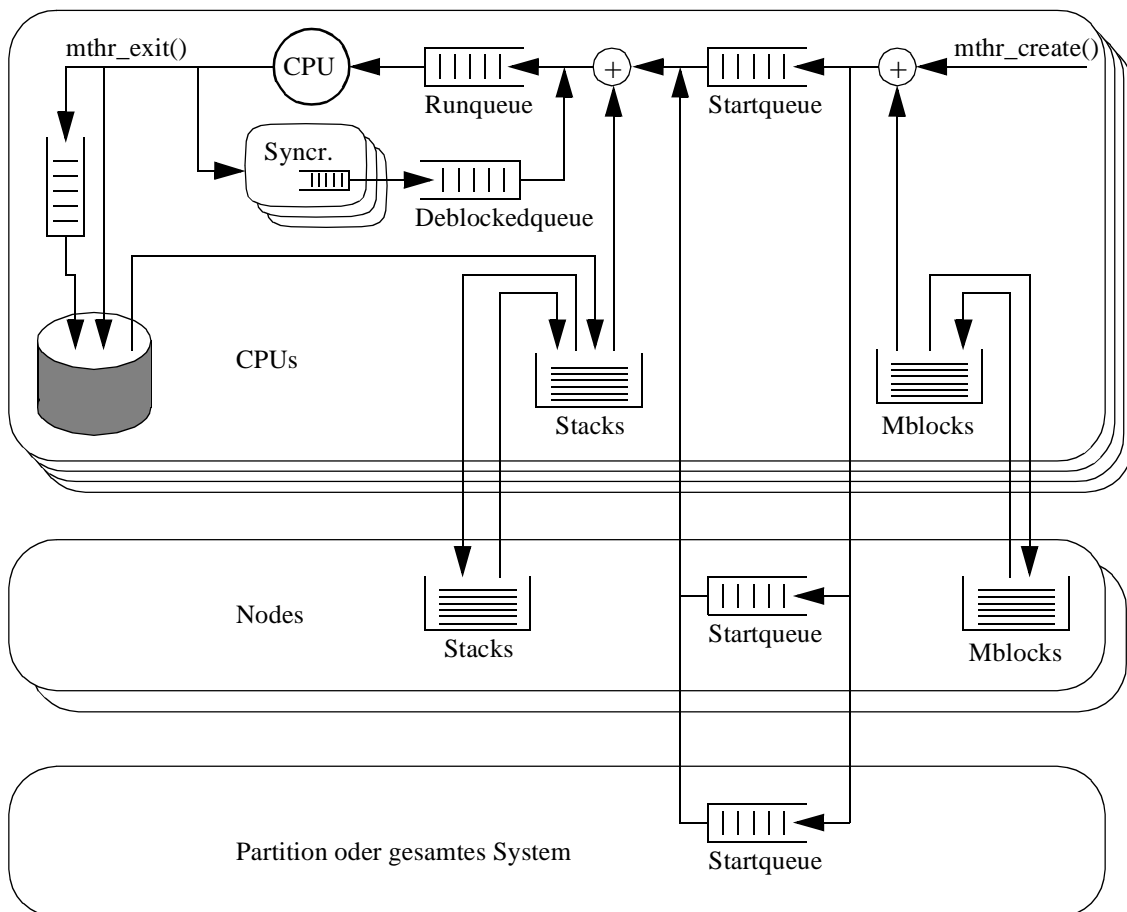 mthr_exit()
CPU
+
mthr_create()
+
Runqueue
Startqueue
Syncr.
Deblockedqueue
CPUs
Stacks
Mblocks
Nodes
Stacks
Startqueue
Mblocks
Partition oder gesamtes System
Startqueue